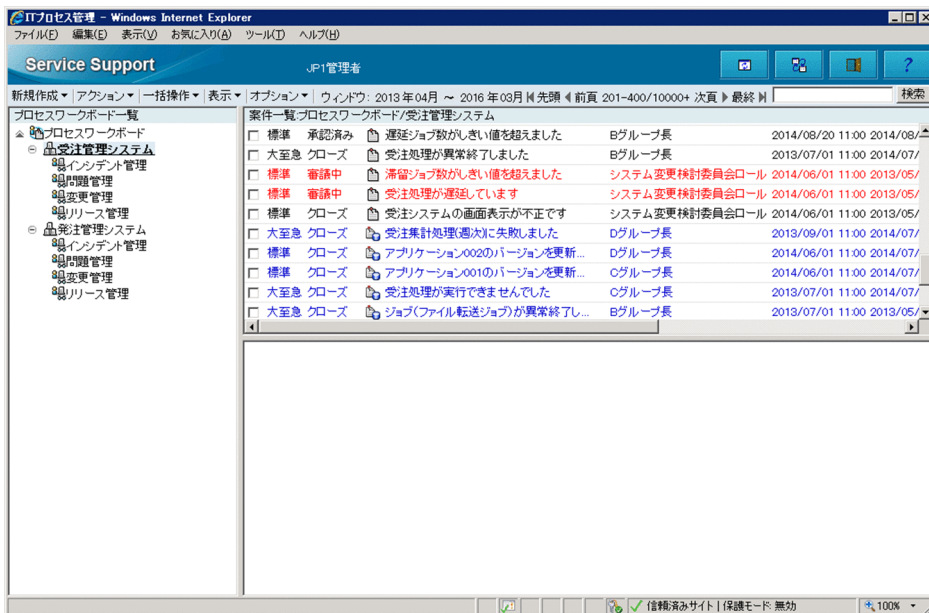 ITプロセス管理 - Windows Internet Explorer
ファイル(F) 編集(E) 表示(V) お気に入り(A) ツール(T) ヘルプ(H)
Service Support JP1管理者 ?
新規作成▼ アクション▼ 一括操作▼ 表示▼ オプション▼ ウィンドウ: 2013年04月 ～ 2016年03月 先頭 前頁 201-400/10000+ 次頁 最終 検索
プロセスワークボード一覧
プロセスワークボード
受注管理システム
インシデント管理
問題管理
変更管理
リリース管理
発注管理システム
インシデント管理
問題管理
変更管理
リリース管理
案件一覧:プロセスワークボード/受注管理システム
標準 承認済み 遅延ジョブ数がしきい値を超えました Bグループ長 2014/08/20 11:00 2014/08/
大至急 クローズ 受注処理が異常終了しました Bグループ長 2013/07/01 11:00 2014/07/
標準 審議中 滞留ジョブ数がしきい値を超えました システム変更検討委員会ロール 2014/06/01 11:00 2013/05/
標準 審議中 受注処理が遅延しています システム変更検討委員会ロール 2014/06/01 11:00 2013/05/
標準 クローズ 受注システムの画面表示が不正です システム変更検討委員会ロール 2014/06/01 11:00 2013/05/
大至急 クローズ 受注集計処理(週次)に失敗しました Dグループ長 2013/09/01 11:00 2014/07/
標準 クローズ アプリケーション002のバージョンを更新... Dグループ長 2014/06/01 11:00 2014/07/
標準 クローズ アプリケーション001のバージョンを更新... Cグループ長 2014/06/01 11:00 2014/07/
大至急 クローズ 受注処理が実行できませんでした Cグループ長 2013/07/01 11:00 2014/07/
大至急 クローズ ジョブ(ファイル転送ジョブ)が異常終了し... Bグループ長 2013/07/01 11:00 2013/05/
信頼済みサイト | 保護モード: 無効 100%